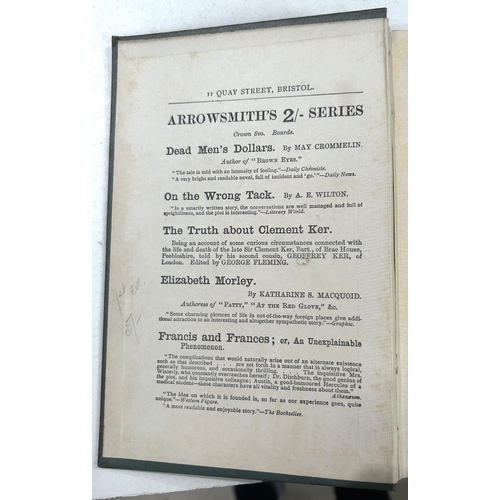 11 QUAY STREET, BRISTOL.
ARROWSMITH'S 2/- SERIES
Crown 8vo. Boards.
Dead Men's Dollars. By MAY CROMMELIN.
Author of "BROWN EYES."
"The tale is told with an intensity of feeling."—Daily Chronicle.
"A very bright and readable novel, full of incident and 'go.'"—Daily News.
On the Wrong Tack. By A. E. WILTON.
"In a smartly written story, the conversations are well managed and full of
sprightliness, and the plot is interesting."—Literary World.
The Truth about Clement Ker.
Being an account of some curious circumstances connected with
the life and death of the late Sir Clement Ker, Bart., of Brae House,
Peebleshire, told by his second cousin, GEOFFREY KER, of
London. Edited by GEORGE FLEMING.
Elizabeth Morley.
By KATHARINE S. MACQUOID.
Authoress of "PATTY," "AT THE RED GLOVE," &c.
"Some charming pictures of life in out-of-the-way foreign places give addi-
tional attraction to an interesting and altogether sympathetic story."—Graphic.
Francis and Frances; or, An Unexplainable
Phenomenon.
"The complications that would naturally arise out of an alternate existence
such as that described . . . are set forth in a manner that is always logical,
generally humorous, and occasionally thrilling. . . . The inquisitive Mrs.
Winterly, who constantly overreaches herself; Dr. Ditchburn, the good genius of
the plot, and his impulsive colleague; Austin, a good-humoured Hercules of a
medical student—these characters have all vitality and freshness about them."
Athenæum.
"The idea on which it is founded is, so far as our experience goes, quite
unique."—Western Figaro.
"A most readable and enjoyable story."—The Bookseller.
1st ed.